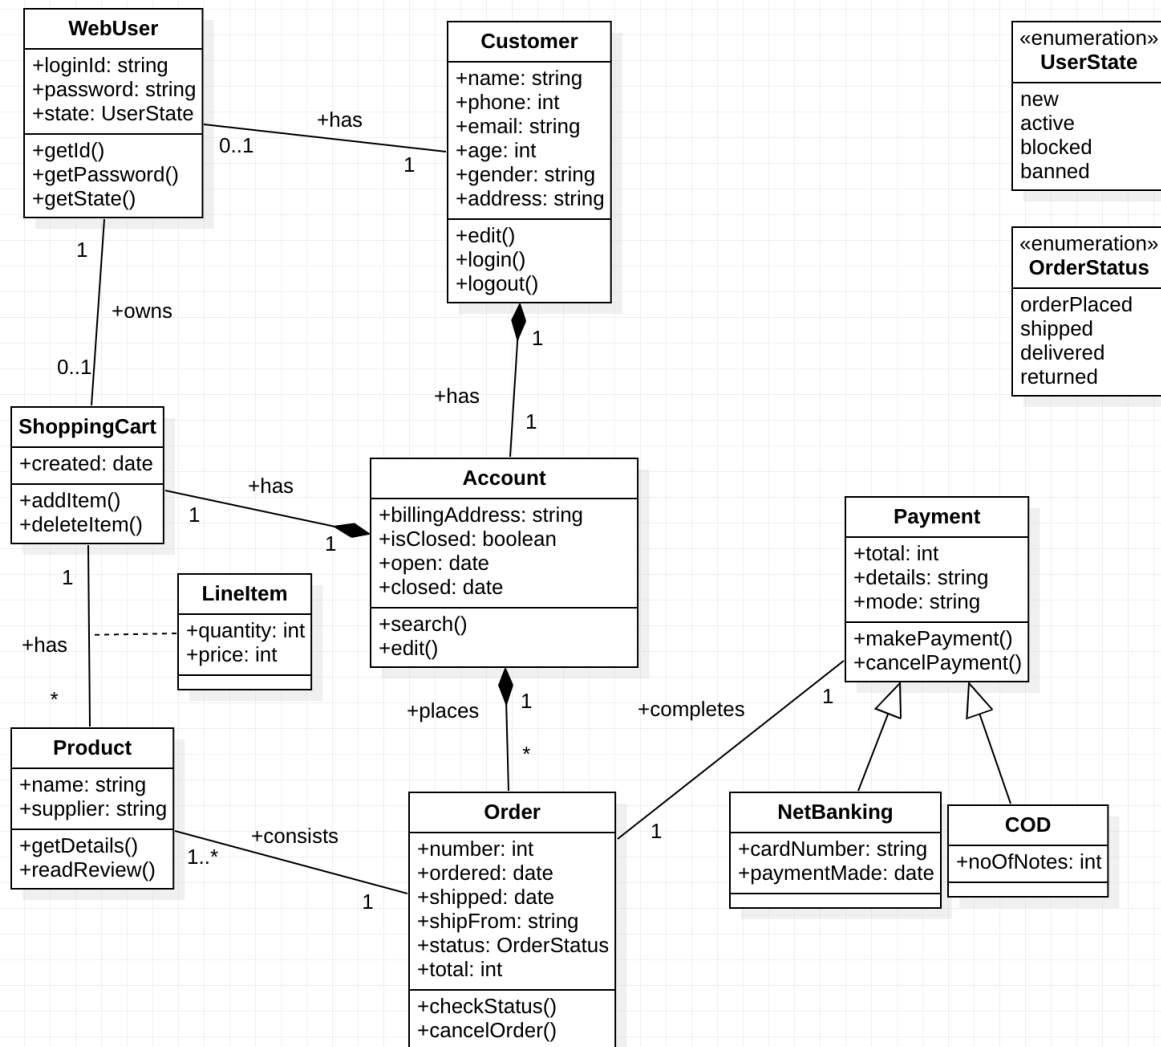 WebUser
+loginId: string
+password: string
+state: UserState
+getId()
+getPassword()
+getState()
+has
0..1
1
Customer
+name: string
+phone: int
+email: string
+age: int
+gender: string
+address: string
+edit()
+login()
+logout()
«enumeration»
UserState
new
active
blocked
banned
«enumeration»
OrderStatus
orderPlaced
shipped
delivered
returned
1
+owns
0..1
1
+has
1
ShoppingCart
+created: date
+addItem()
+deleteItem()
+has
1
1
Account
+billingAddress: string
+isClosed: boolean
+open: date
+closed: date
+search()
+edit()
Payment
+total: int
+details: string
+mode: string
+makePayment()
+cancelPayment()
1
+has
*
LineItem
+quantity: int
+price: int
+places
1
*
+completes
1
1
Product
+name: string
+supplier: string
+getDetails()
+readReview()
+consists
1..*
1
Order
+number: int
+ordered: date
+shipped: date
+shipFrom: string
+status: OrderStatus
+total: int
+checkStatus()
+cancelOrder()
NetBanking
+cardNumber: string
+paymentMade: date
COD
+noOfNotes: int